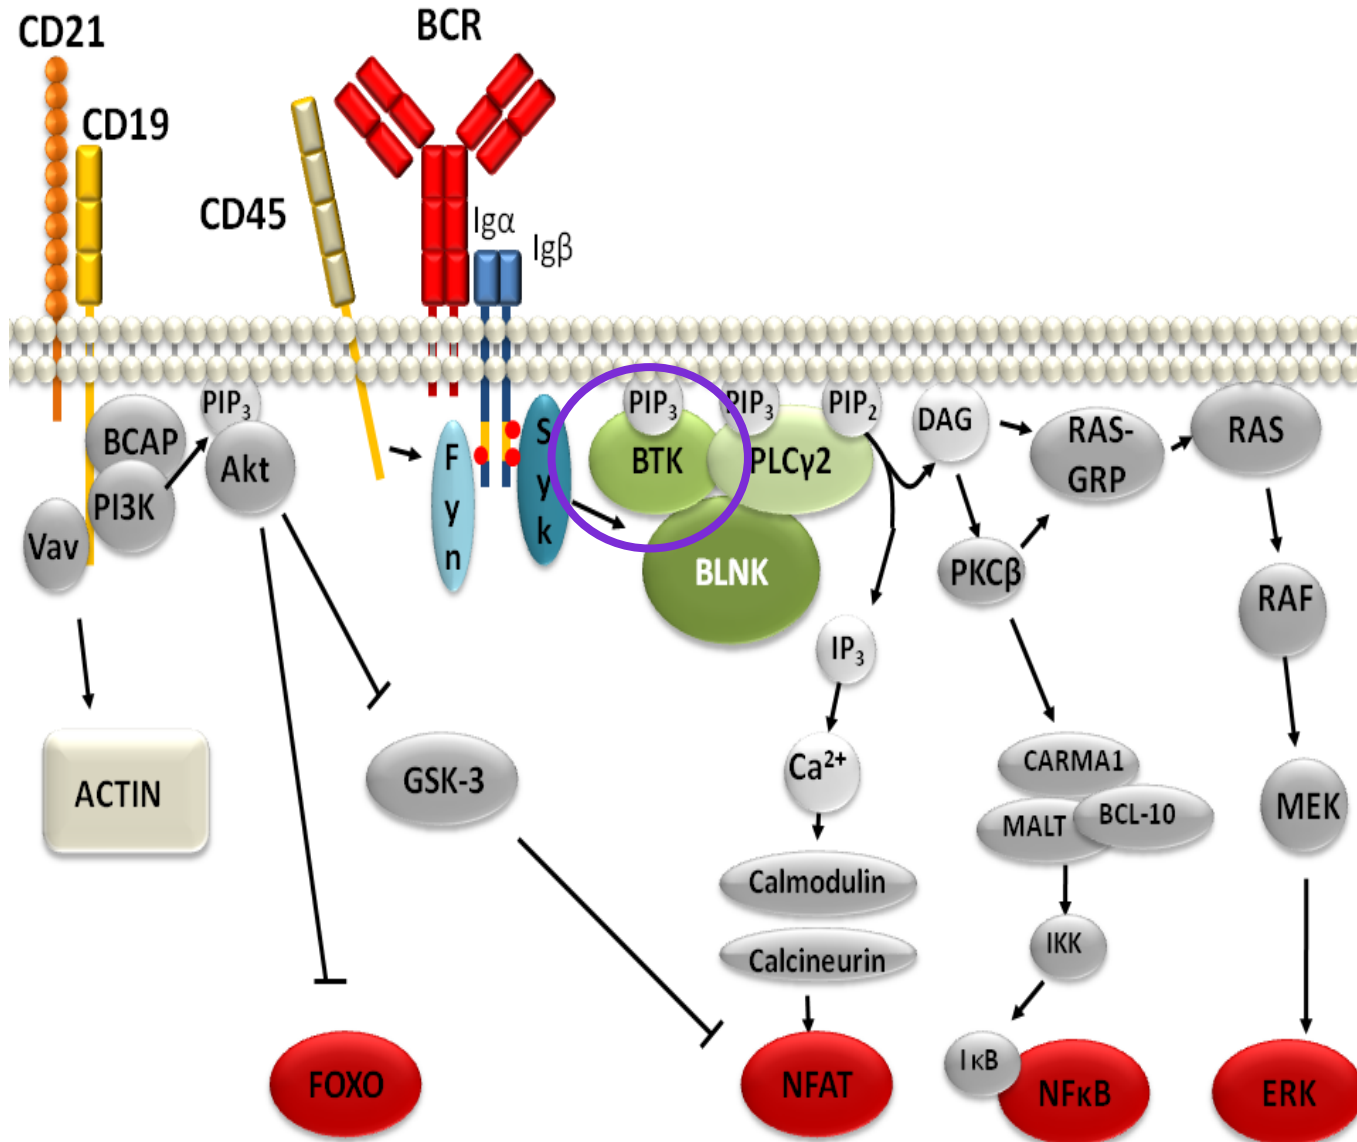 CD21
BCR
CD19
CD45
Igα
Igβ
PIP3
BCAP
Akt
PI3K
Vav
Fyn
Syk
PIP3
BTK
PIP3
PLCγ2
PIP2
BLNK
DAG
RAS-
GRP
RAS
PKCβ
RAF
IP3
ACTIN
GSK-3
Ca2+
CARMA1
MALT
BCL-10
MEK
Calmodulin
Calcineurin
IKK
IκB
FOXO
NFAT
NFκB
ERK